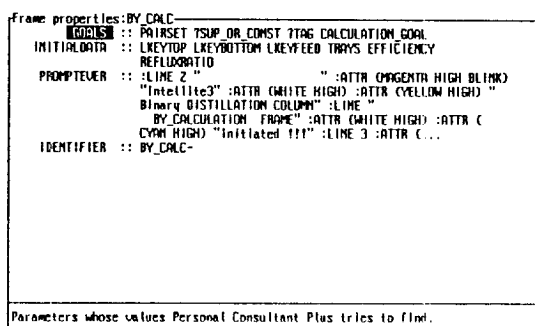 Frame properties:BY_CALC
GOALS :: PAIRSET ?SUP_OR_CONST ?TAG CALCULATION_GOAL
INITIALDATA :: LKEYTOP LKEYBOTTOM LKEYFEED TRAYS EFFICIENCY
REFLUXRATIO
PROMPTEVER :: :LINE 2 " " :ATTR (MAGENTA HIGH BLINK)
"Intellite3" :ATTR (WHITE HIGH) :ATTR (YELLOW HIGH) "
Binary DISTILLATION COLUMN" :LINE "
BY_CALCULATION FRAME" :ATTR (WHITE HIGH) :ATTR (
CYAN HIGH) "Initiated !!!" :LINE 3 :ATTR (...
IDENTIFIER :: BY_CALC-
Parameters whose values Personal Consultant Plus tries to find.